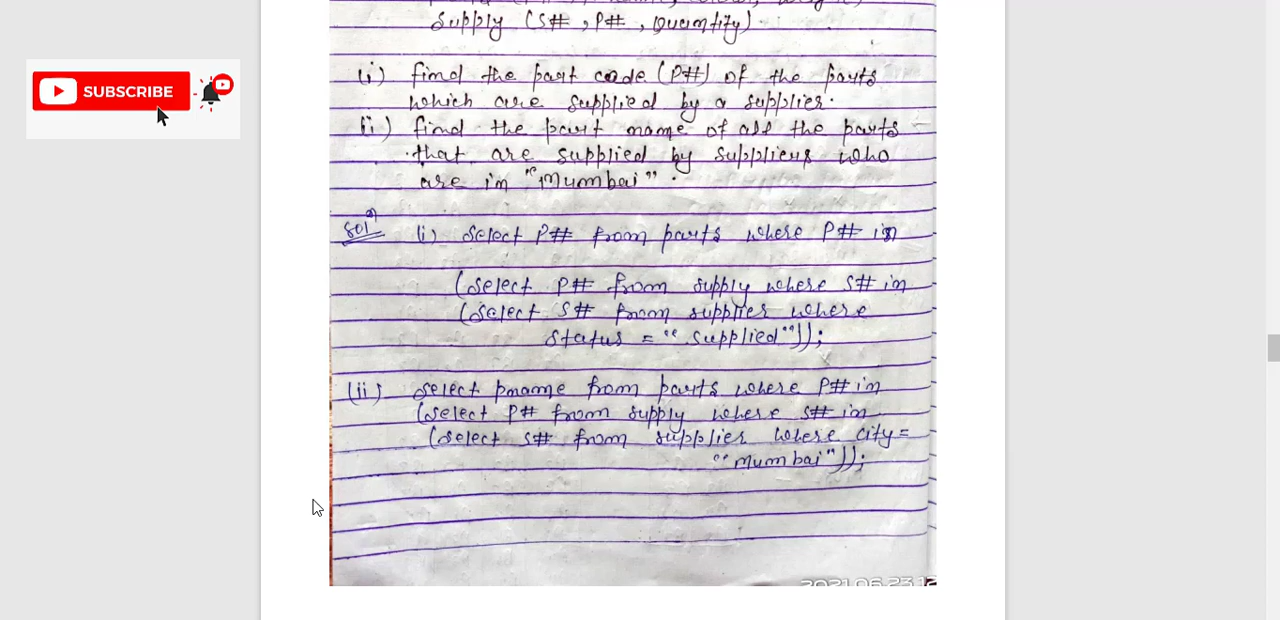 Supply (S#, P#, Quantity).
(i) find the part code (P#) of the parts
which are supplied by a supplier.
(ii) find the part name of all the parts
that are supplied by suppliers who
are in "Mumbai".
SUBSCRIBE
Solⁿ (i) Select P# from parts where P# in
(select P# from supply where S# in
(select S# from supplier where
status = "supplied"));
(ii) select pname from parts where P# in
(select P# from supply where S# in
(select S# from supplier where city =
"mumbai"));